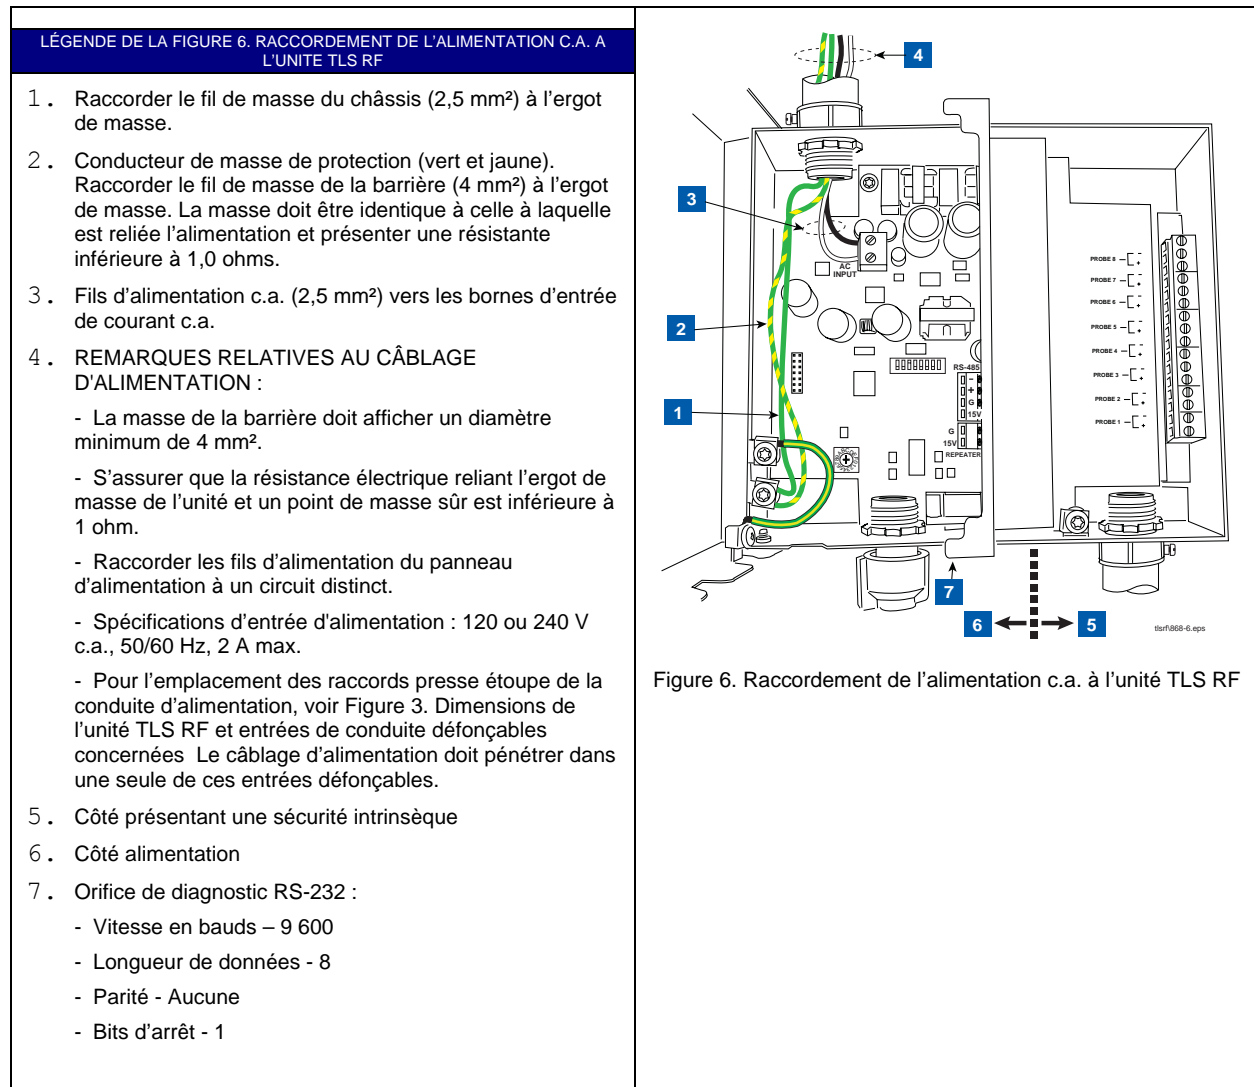 LÉGENDE DE LA FIGURE 6. RACCORDEMENT DE L'ALIMENTATION C.A. A
L'UNITE TLS RF
1. Raccorder le fil de masse du châssis (2,5 mm²) à l'ergot
de masse.
2. Conducteur de masse de protection (vert et jaune).
Raccorder le fil de masse de la barrière (4 mm²) à l'ergot
de masse. La masse doit être identique à celle à laquelle
est reliée l'alimentation et présenter une résistante
inférieure à 1,0 ohms.
3. Fils d'alimentation c.a. (2,5 mm²) vers les bornes d'entrée
de courant c.a.
4. REMARQUES RELATIVES AU CÂBLAGE
D'ALIMENTATION :
- La masse de la barrière doit afficher un diamètre
minimum de 4 mm².
- S'assurer que la résistance électrique reliant l'ergot de
masse de l'unité et un point de masse sûr est inférieure à
1 ohm.
- Raccorder les fils d'alimentation du panneau
d'alimentation à un circuit distinct.
- Spécifications d'entrée d'alimentation : 120 ou 240 V
c.a., 50/60 Hz, 2 A max.
- Pour l'emplacement des raccords presse étoupe de la
conduite d'alimentation, voir Figure 3. Dimensions de
l'unité TLS RF et entrées de conduite défonçables
concernées Le câblage d'alimentation doit pénétrer dans
une seule de ces entrées défonçables.
5. Côté présentant une sécurité intrinsèque
6. Côté alimentation
7. Orifice de diagnostic RS-232 :
- Vitesse en bauds – 9 600
- Longueur de données - 8
- Parité - Aucune
- Bits d'arrêt - 1
4
3
2
1
AC
INPUT
RS-485
-
+
G
15V
G
15V
REPEATER
PROBE 8 - +
PROBE 7 - +
PROBE 6 - +
PROBE 5 - +
PROBE 4 - +
PROBE 3 - +
PROBE 2 - +
PROBE 1 - +
7
6
5
tlsrf\868-6.eps
Figure 6. Raccordement de l'alimentation c.a. à l'unité TLS RF